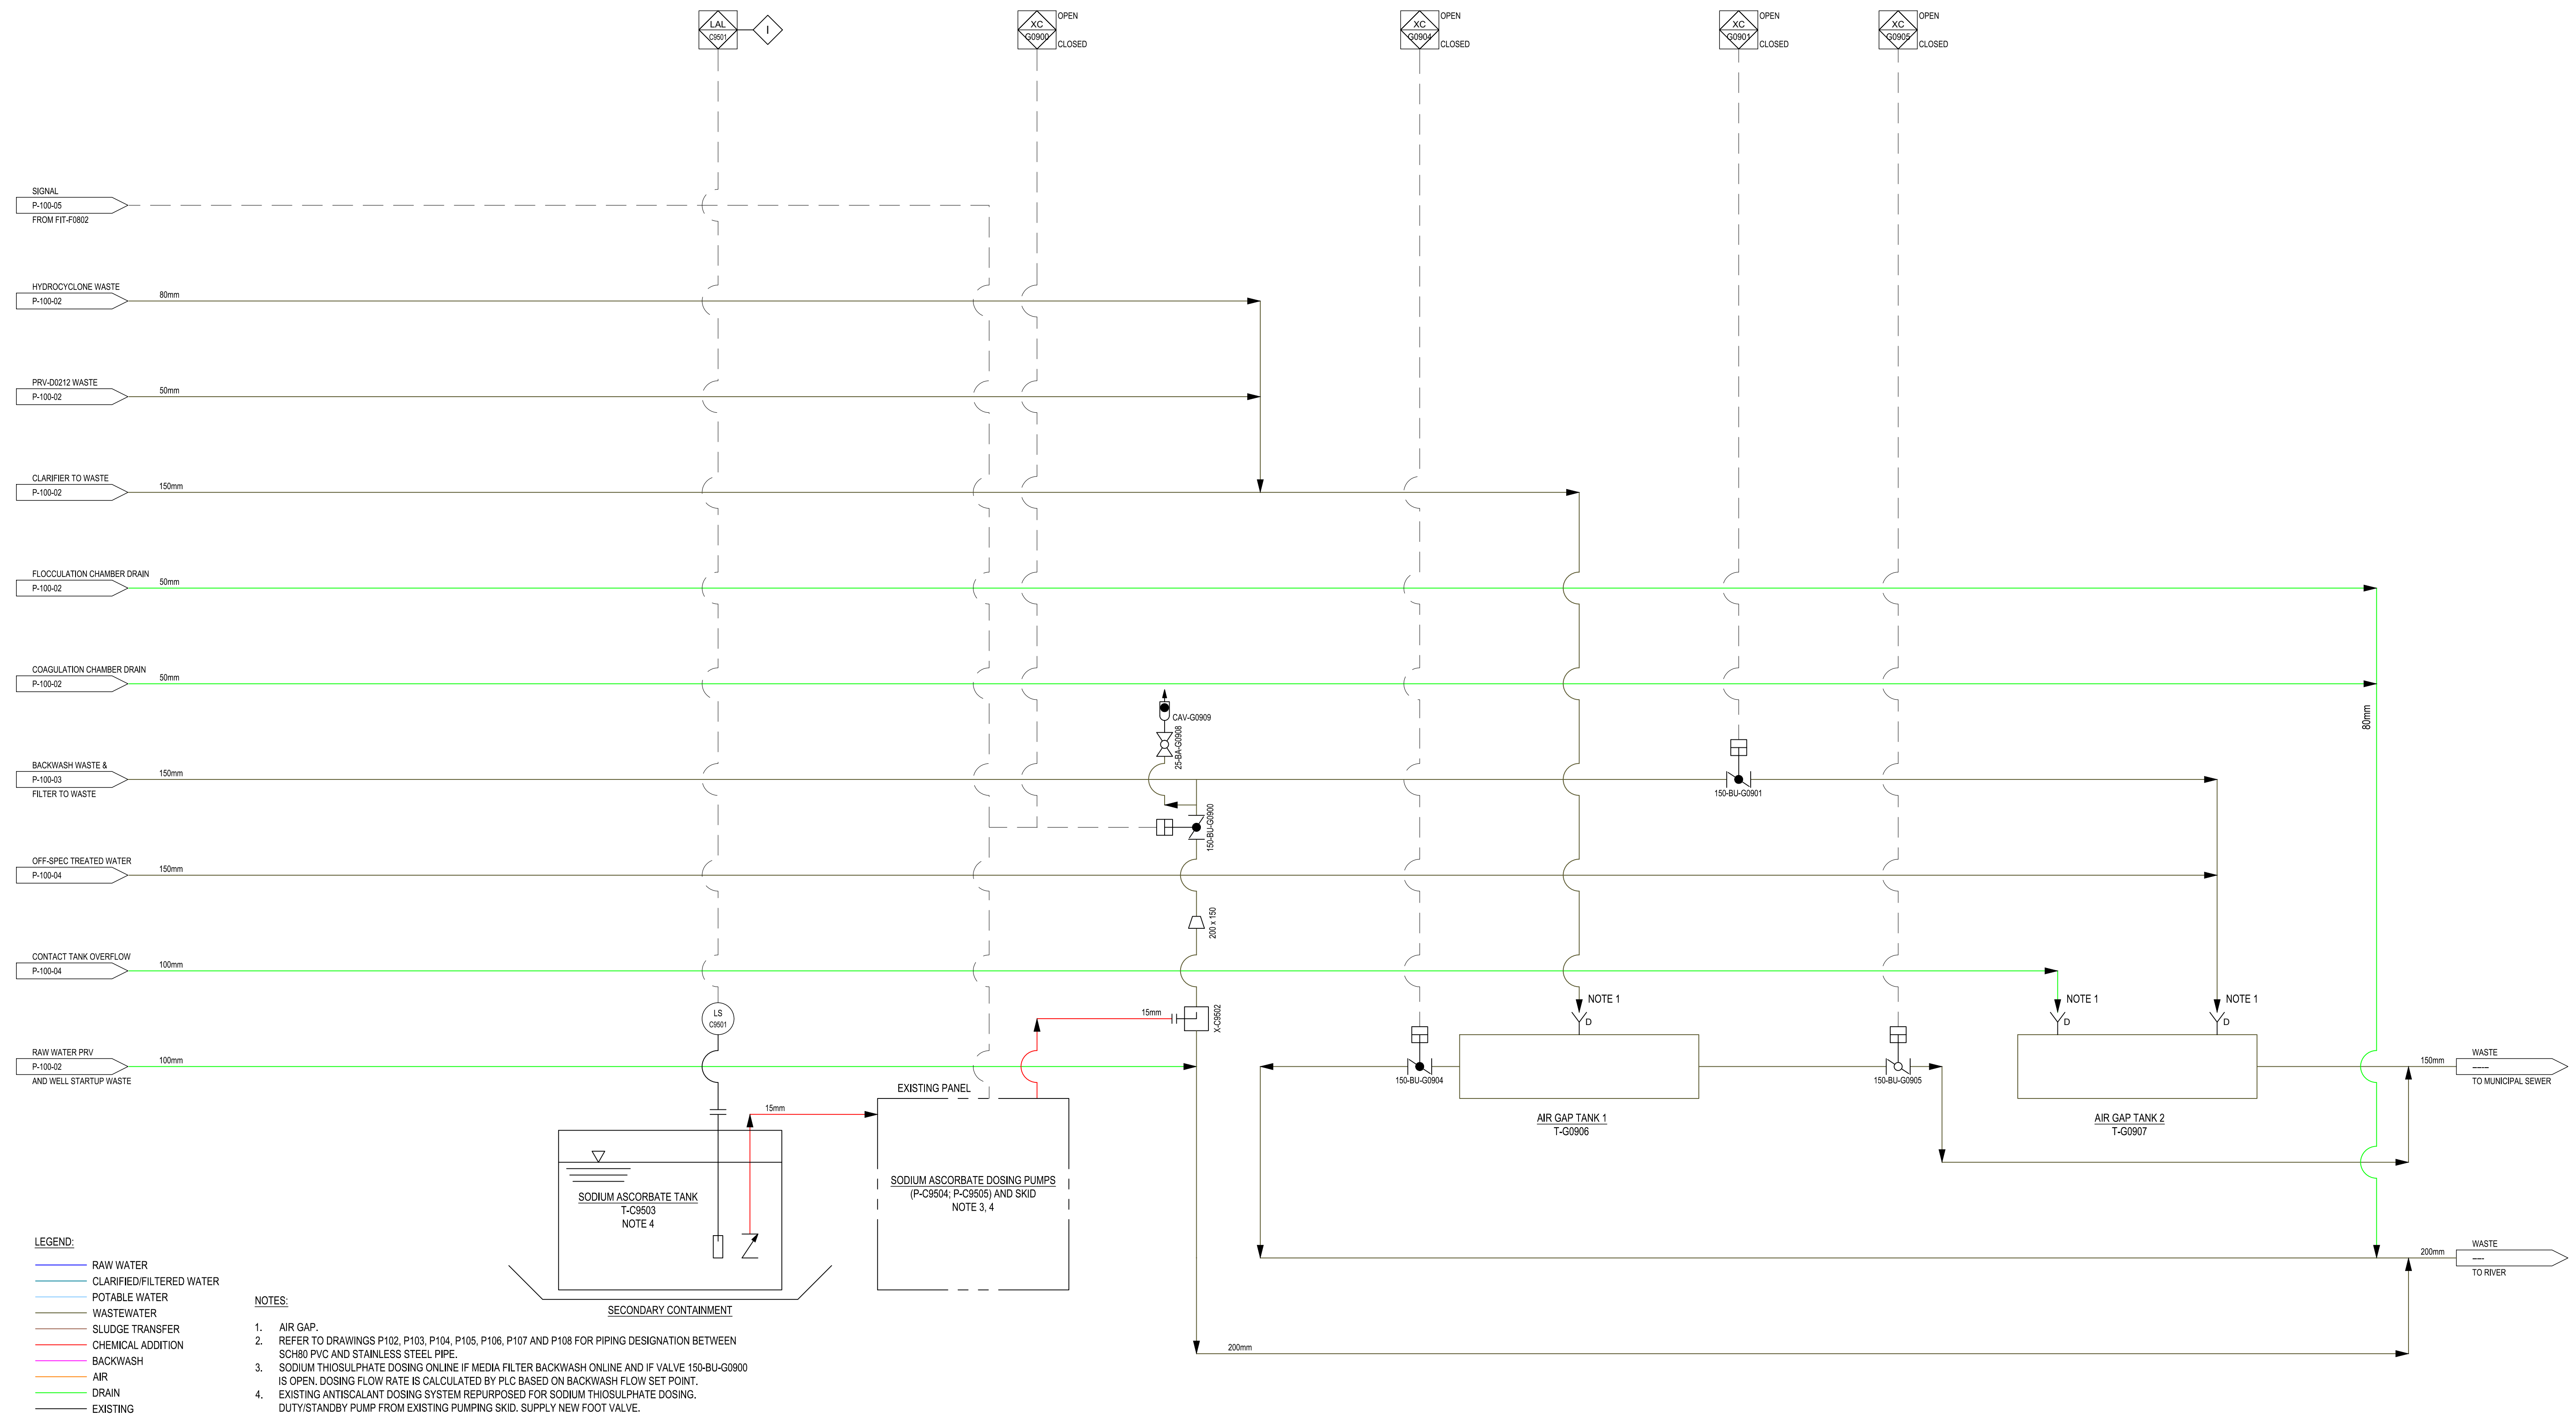 LAL
C9501
I
XC
G0900
OPEN
CLOSED
XC
G0904
OPEN
CLOSED
XC
G0901
OPEN
CLOSED
XC
G0905
OPEN
CLOSED
SIGNAL
P-100-05
FROM FIT-F0802
HYDROCYCLONE WASTE
P-100-02
80mm
PRV-D0212 WASTE
P-100-02
50mm
CLARIFIER TO WASTE
P-100-02
150mm
FLOCCULATION CHAMBER DRAIN
P-100-02
50mm
COAGULATION CHAMBER DRAIN
P-100-02
50mm
80mm
CAV-G0909
25-BA-G0908
BACKWASH WASTE &
P-100-03
FILTER TO WASTE
150mm
150-BU-G0901
150-BU-G0900
OFF-SPEC TREATED WATER
P-100-04
150mm
200 x 150
CONTACT TANK OVERFLOW
P-100-04
100mm
NOTE 1
D
NOTE 1
D
NOTE 1
D
LS
C9501
15mm
X-C9502
RAW WATER PRV
P-100-02
AND WELL STARTUP WASTE
100mm
150-BU-G0904
150-BU-G0905
150mm
WASTE
----
TO MUNICIPAL SEWER
EXISTING PANEL
15mm
AIR GAP TANK 1
T-G0906
AIR GAP TANK 2
T-G0907
SODIUM ASCORBATE TANK
T-C9503
NOTE 4
SODIUM ASCORBATE DOSING PUMPS
(P-C9504; P-C9505) AND SKID
NOTE 3, 4
200mm
WASTE
---
TO RIVER
SECONDARY CONTAINMENT
200mm
LEGEND:
RAW WATER
CLARIFIED/FILTERED WATER
POTABLE WATER
WASTEWATER
SLUDGE TRANSFER
CHEMICAL ADDITION
BACKWASH
AIR
DRAIN
EXISTING
NOTES:
1. AIR GAP.
2. REFER TO DRAWINGS P102, P103, P104, P105, P106, P107 AND P108 FOR PIPING DESIGNATION BETWEEN
SCH80 PVC AND STAINLESS STEEL PIPE.
3. SODIUM THIOSULPHATE DOSING ONLINE IF MEDIA FILTER BACKWASH ONLINE AND IF VALVE 150-BU-G0900
IS OPEN. DOSING FLOW RATE IS CALCULATED BY PLC BASED ON BACKWASH FLOW SET POINT.
4. EXISTING ANTISCALANT DOSING SYSTEM REPURPOSED FOR SODIUM THIOSULPHATE DOSING.
DUTY/STANDBY PUMP FROM EXISTING PUMPING SKID. SUPPLY NEW FOOT VALVE.